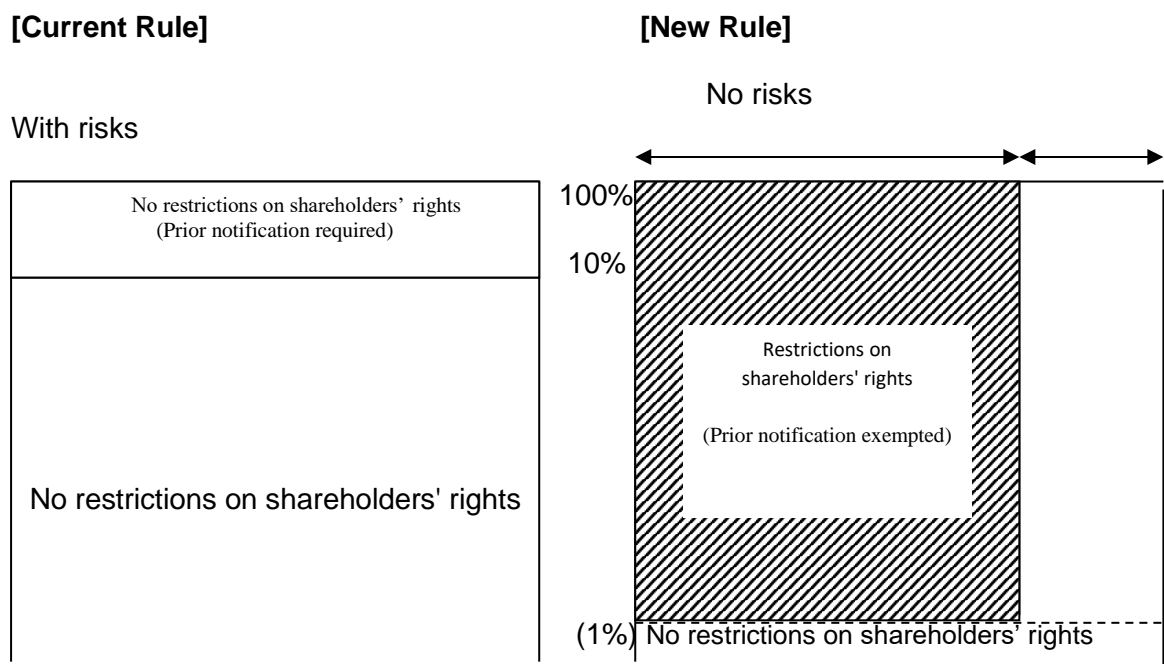 [Current Rule]
[New Rule]
No risks
With risks
No restrictions on shareholders’ rights
(Prior notification required)
100%
10%
Restrictions on
shareholders' rights
(Prior notification exempted)
No restrictions on shareholders' rights
(1%)
No restrictions on shareholders’ rights